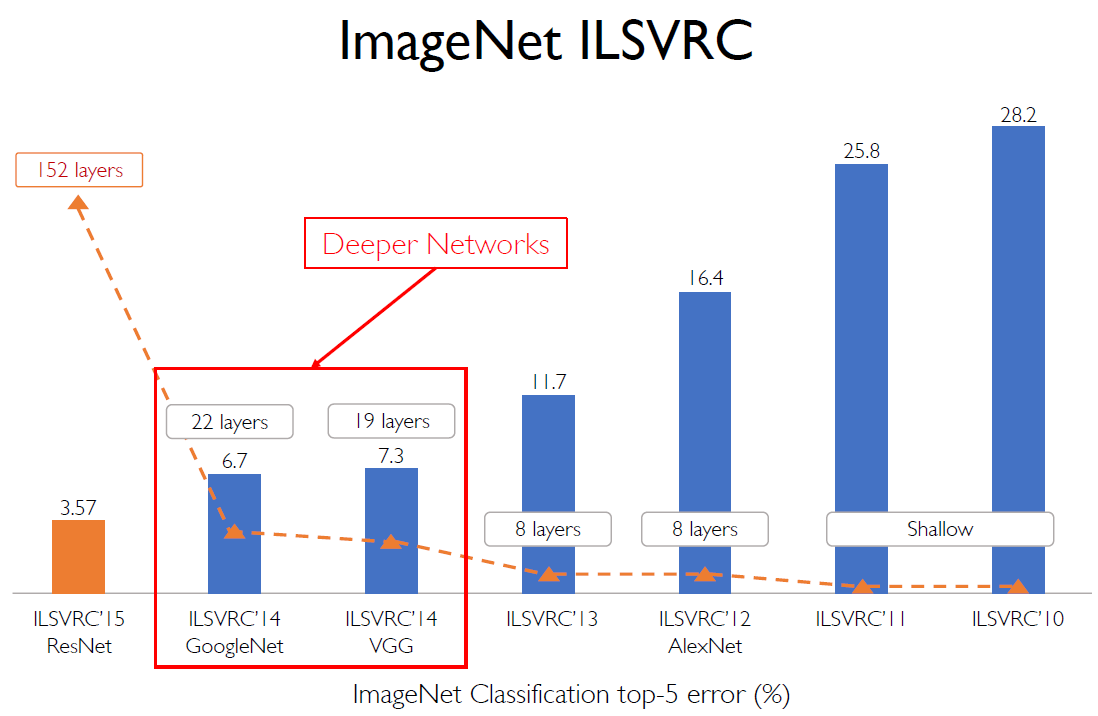 ImageNet ILSVRC
28.2
25.8
152 layers
Deeper Networks
16.4
11.7
22 layers
19 layers
6.7
7.3
3.57
8 layers
8 layers
Shallow
ILSVRC'15
ResNet
ILSVRC'14
GoogleNet
ILSVRC'14
VGG
ILSVRC'13
ILSVRC'12
AlexNet
ILSVRC'11
ILSVRC'10
ImageNet Classification top-5 error (%)